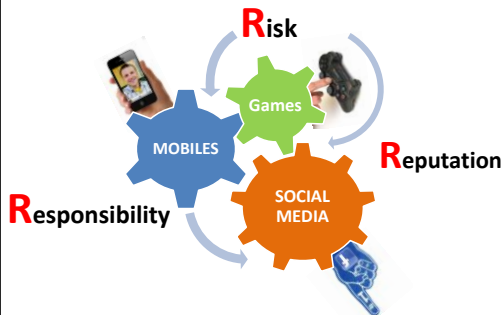 Risk
Games
MOBILES
Reputation
Responsibility
SOCIAL
MEDIA